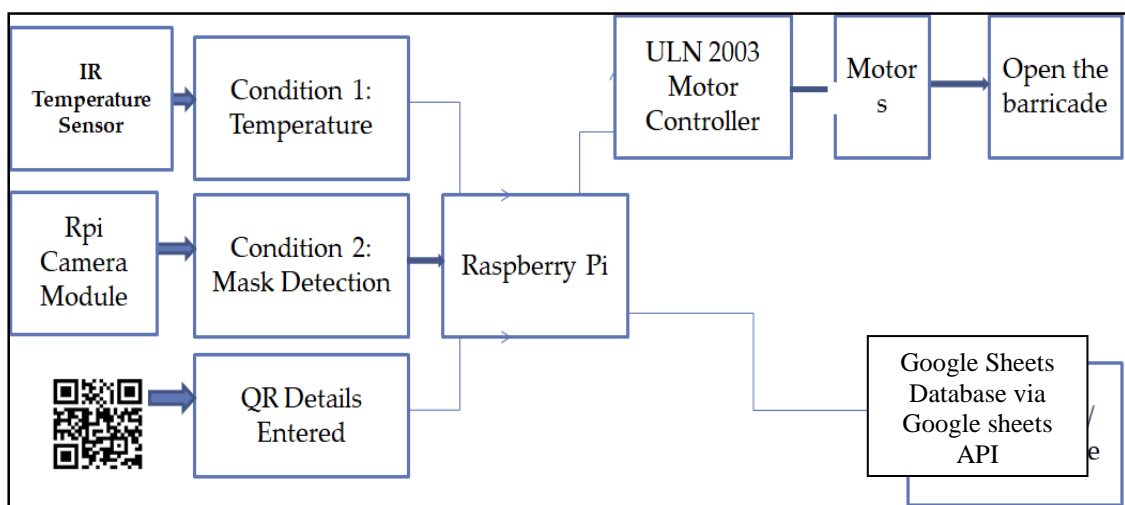 IR
Temperature
Sensor
Condition 1:
Temperature
ULN 2003
Motor
Controller
Motor
s
Open the
barricade
Rpi
Camera
Module
Condition 2:
Mask Detection
Raspberry Pi
QR Details
Entered
Google Sheets
Database via
Google sheets
API
/
e